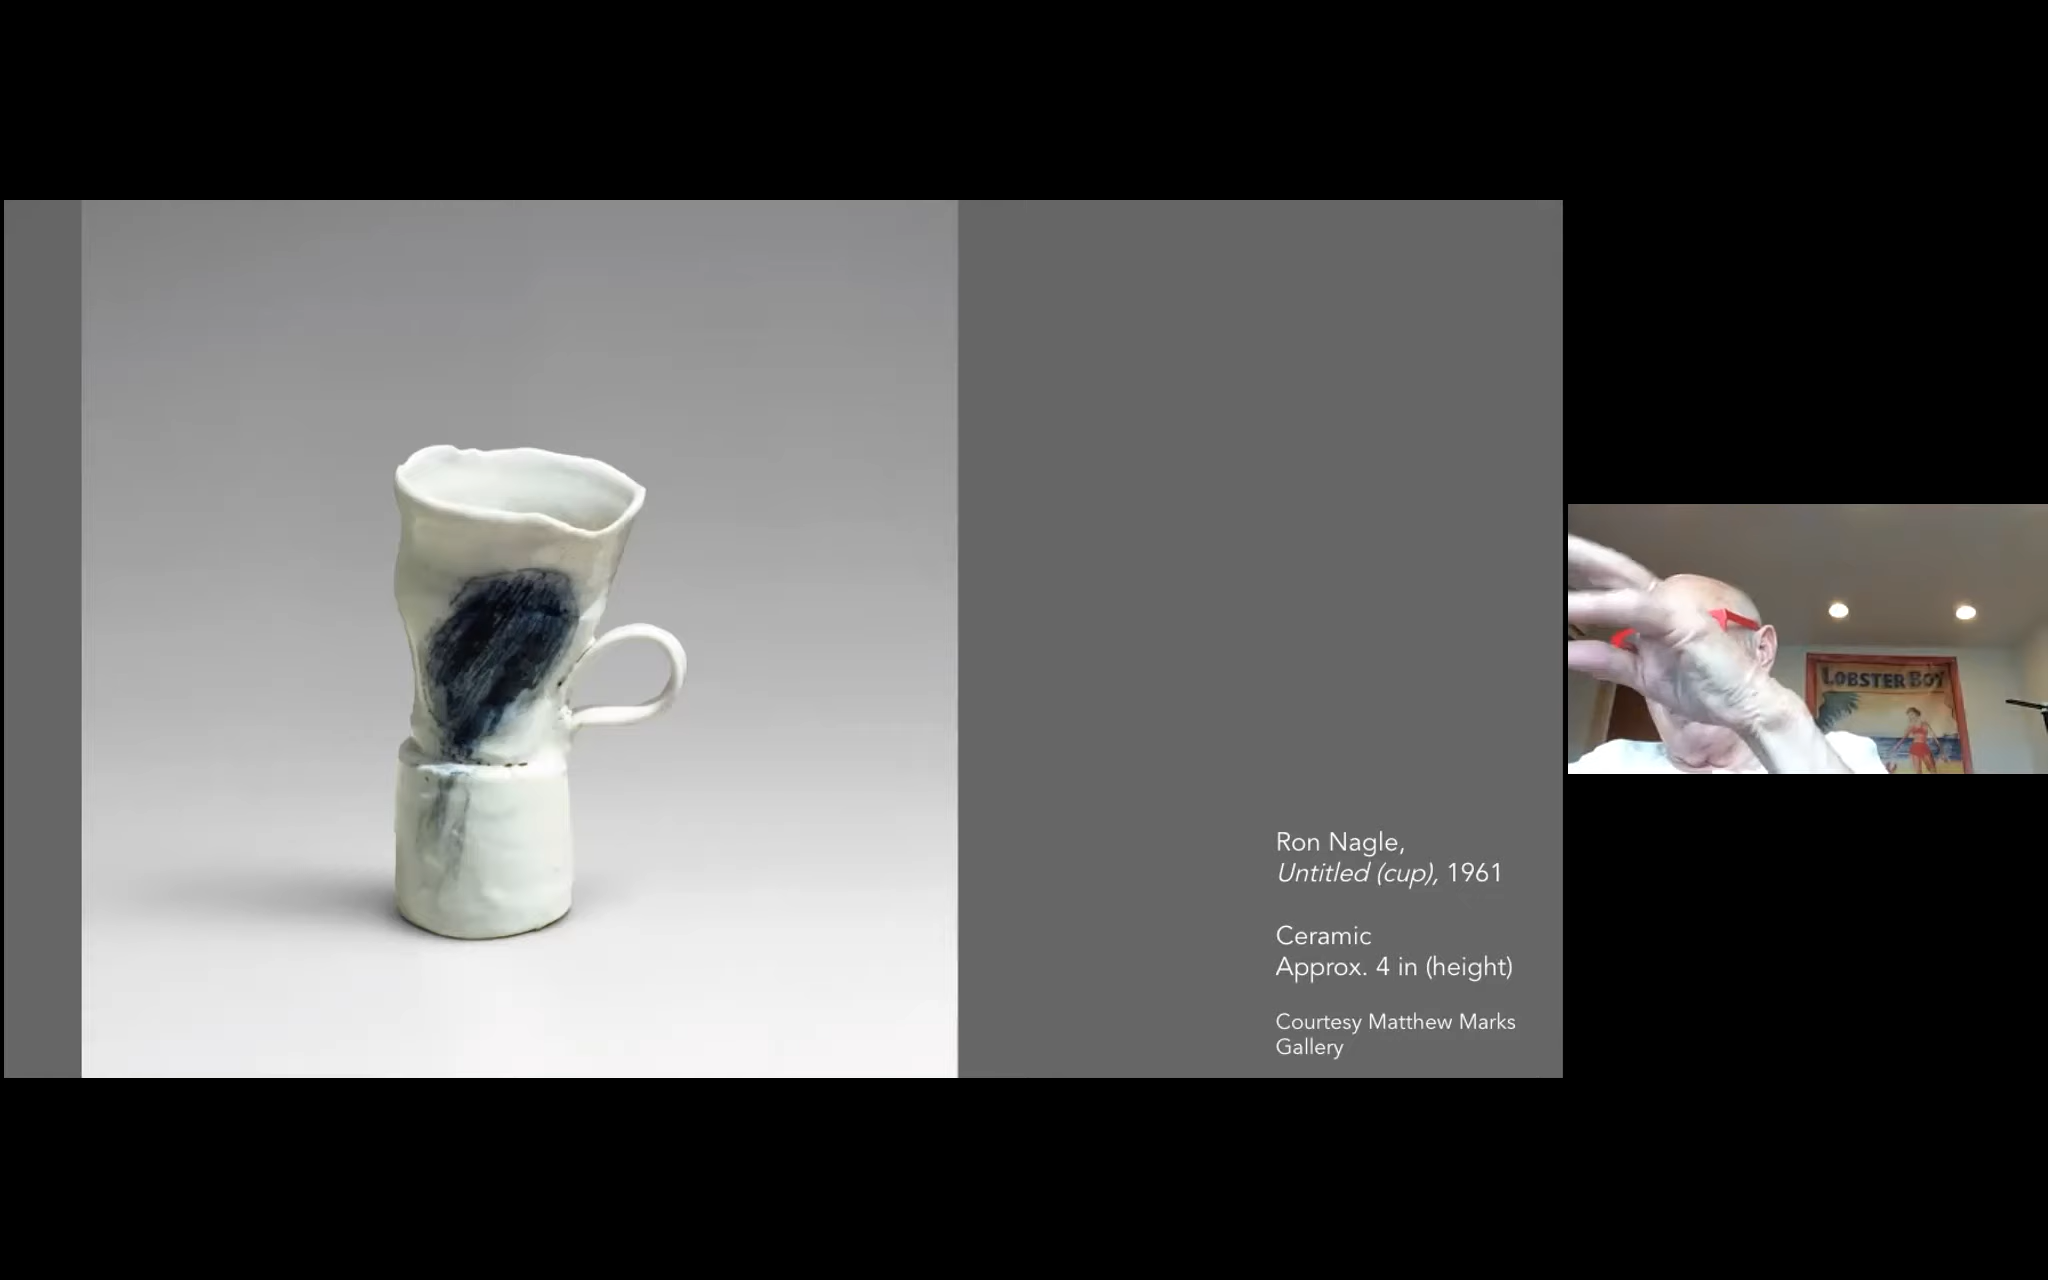 Ron Nagle,
Untitled (cup), 1961
Ceramic
Approx. 4 in (height)
Courtesy Matthew Marks
Gallery
LOBSTER BOY